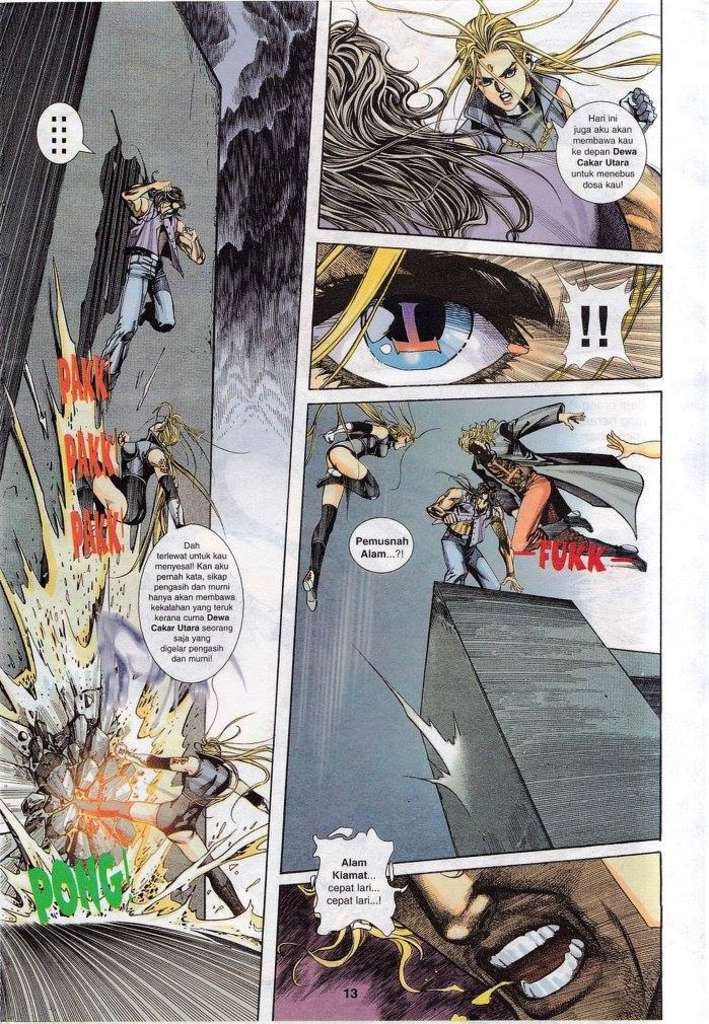 PAKK
PAKK
PAKK
Dah
terlewat untuk kau
menyesal! Kan aku
pernah kata, sikap
pengasih dan murni
hanya akan membawa
kekalahan yang teruk
kerana cuma Dewa
Cakar Utara seorang
saja yang
digelar pengasih
dan murni!
PONG!
Hari ini
juga aku akan
membawa kau
ke depan Dewa
Cakar Utara
untuk menebus
dosa kau!
!!
Pemusnah
Alam...?!
FUKK
Alam
Kiamat...
cepat lari...
cepat lari...!
13